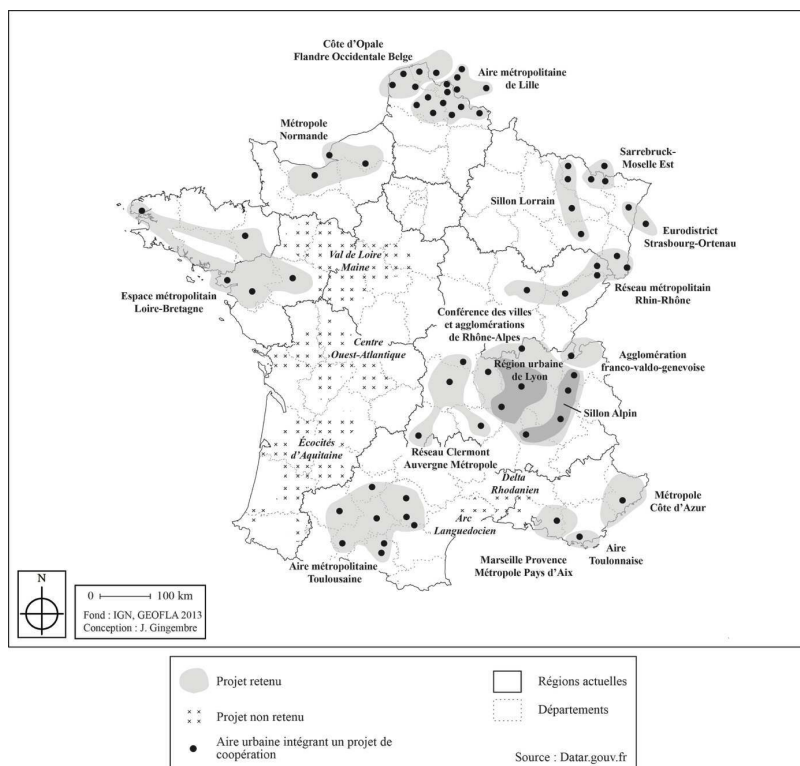 Côte d'Opale
Flandre Occidentale Belge
Aire métropolitaine
de Lille
Métropole
Normande
Sarrebruck-
Moselle Est
Sillon Lorrain
Eurodistrict
Strasbourg-Ortenau
Val de Loire
Maine
Espace métropolitain
Loire-Bretagne
Réseau métropolitain
Rhin-Rhône
Conférence des villes
et agglomérations
de Rhône-Alpes
Centre
Ouest-Atlantique
Région urbaine
de Lyon
Agglomération
franco-valdo-genevoise
Sillon Alpin
Écocités
d'Aquitaine
Réseau Clermont
Auvergne Métropole
Delta
Rhodanien
Métropole
Côte d'Azur
Arc
Languedocien
Aire
Toulonnaise
Marseille Provence
Métropole Pays d'Aix
Aire métropolitaine
Toulousaine
N
0 100 km
Fond : IGN, GEOFLA 2013
Conception : J. Gingembre
Projet retenu
Projet non retenu
Aire urbaine intégrant un projet de
coopération
Régions actuelles
Départements
Source : Datar.gouv.fr